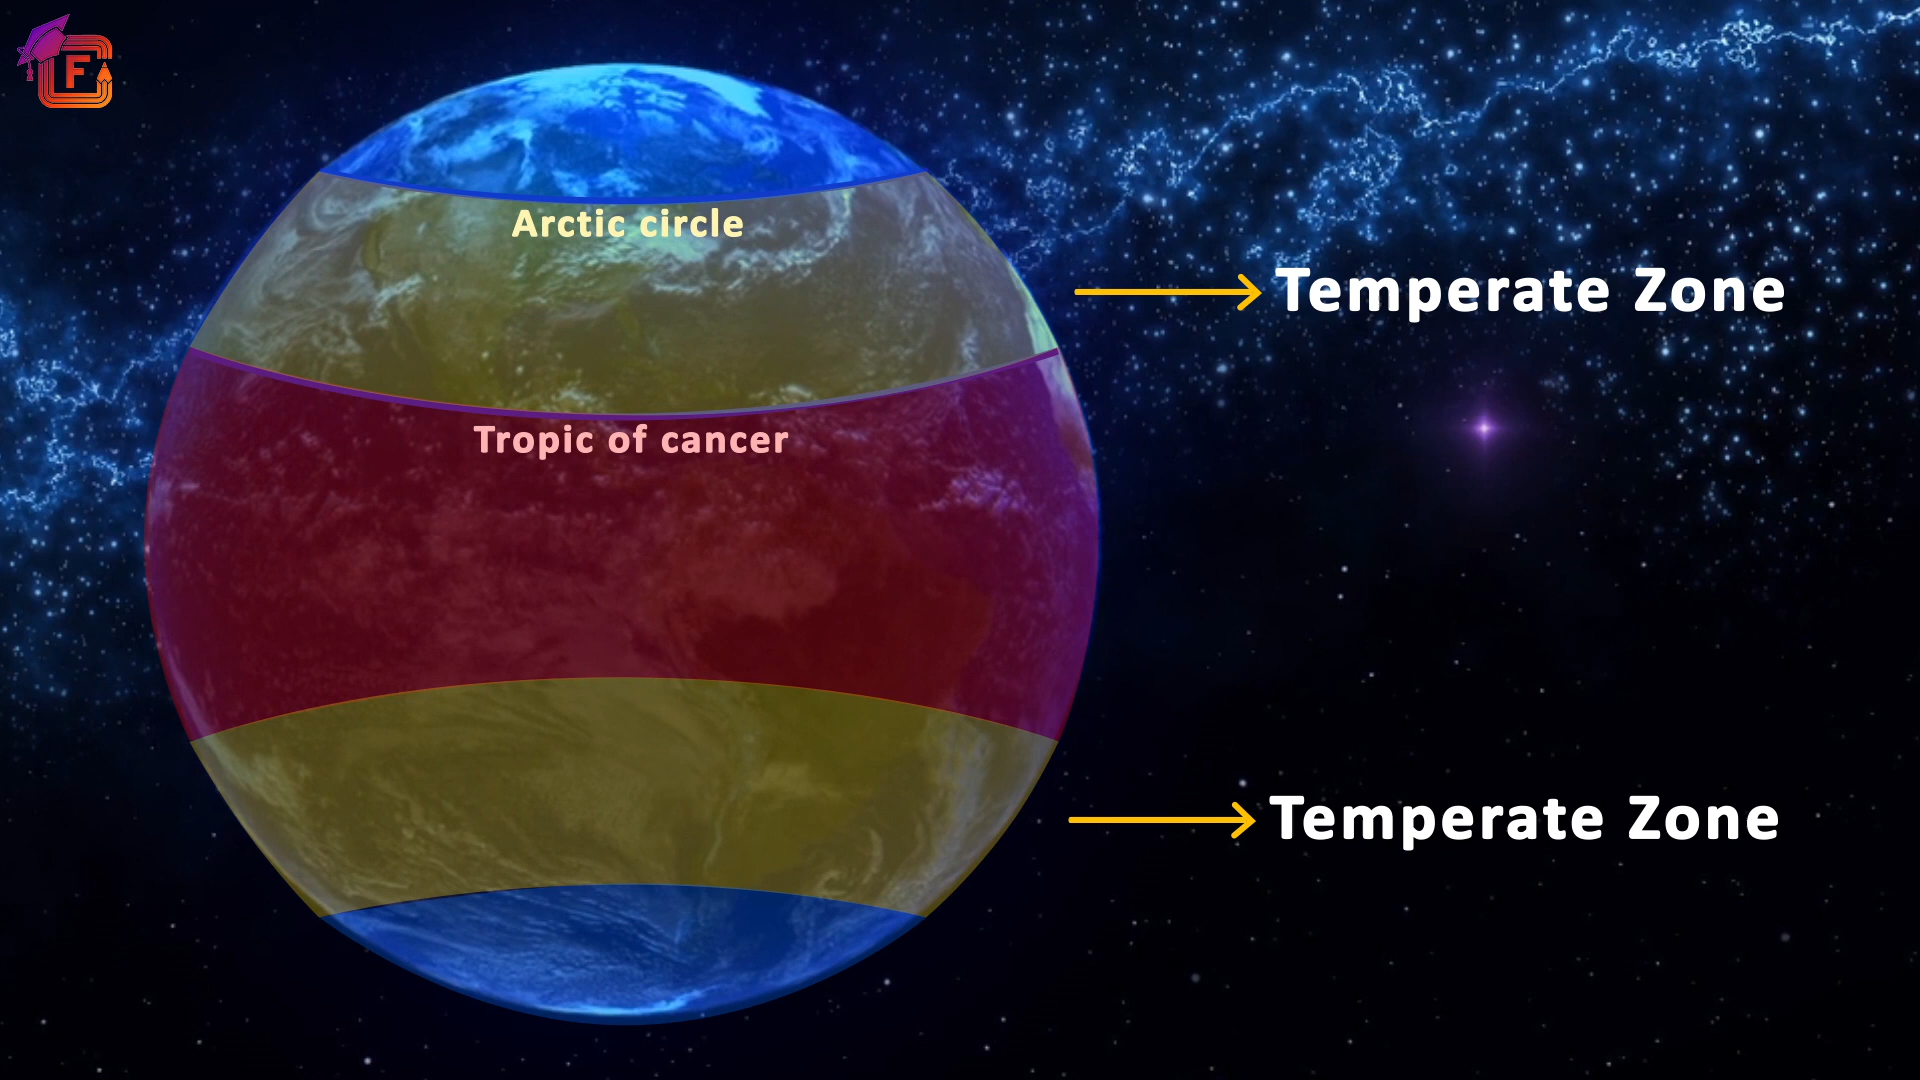 F
Arctic circle
Temperate Zone
Tropic of cancer
Temperate Zone